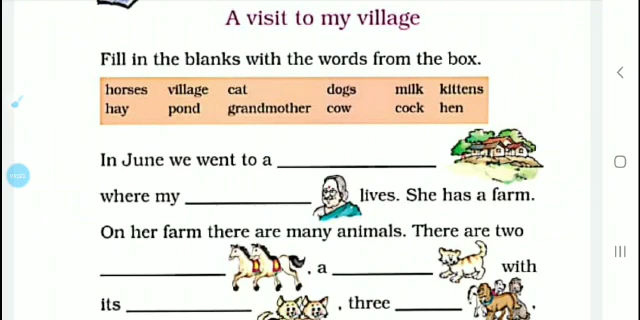 A visit to my village
Fill in the blanks with the words from the box.
horses village cat dogs milk kittens
hay pond grandmother cow cock hen
In June we went to a
where my lives. She has a farm.
On her farm there are many animals. There are two
, a with
its , three .